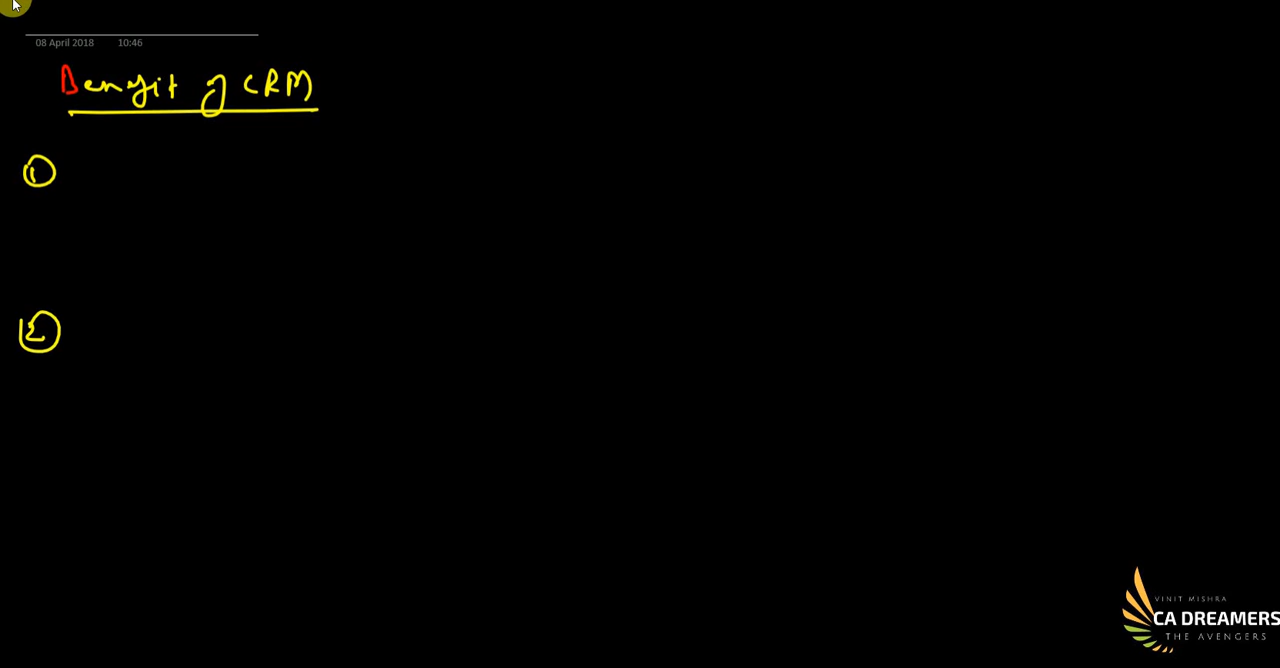 08 April 2018 10:46
Benefit of CRM
①
②
VINIT MISHRA
CA DREAMERS
THE AVENGERS